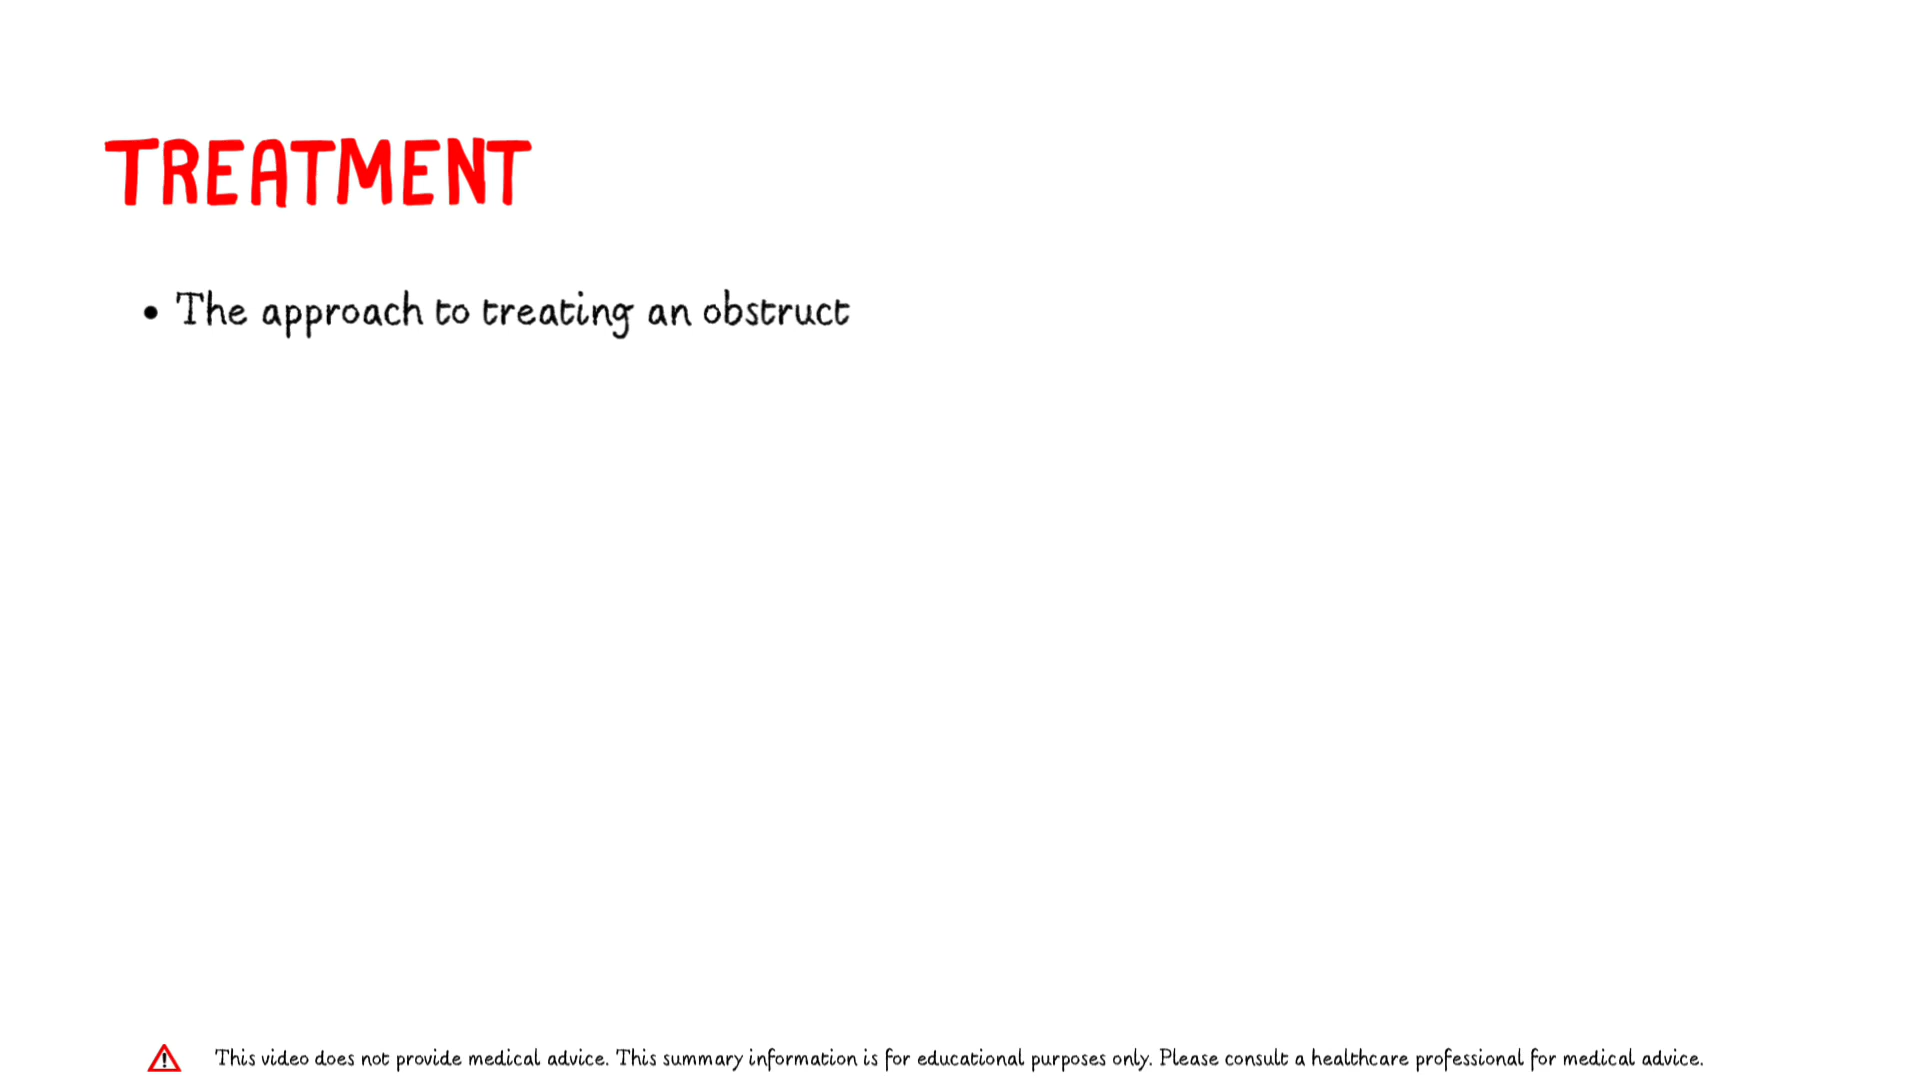 TREATMENT
• The approach to treating an obstruct
This video does not provide medical advice. This summary information is for educational purposes only. Please consult a healthcare professional for medical advice.